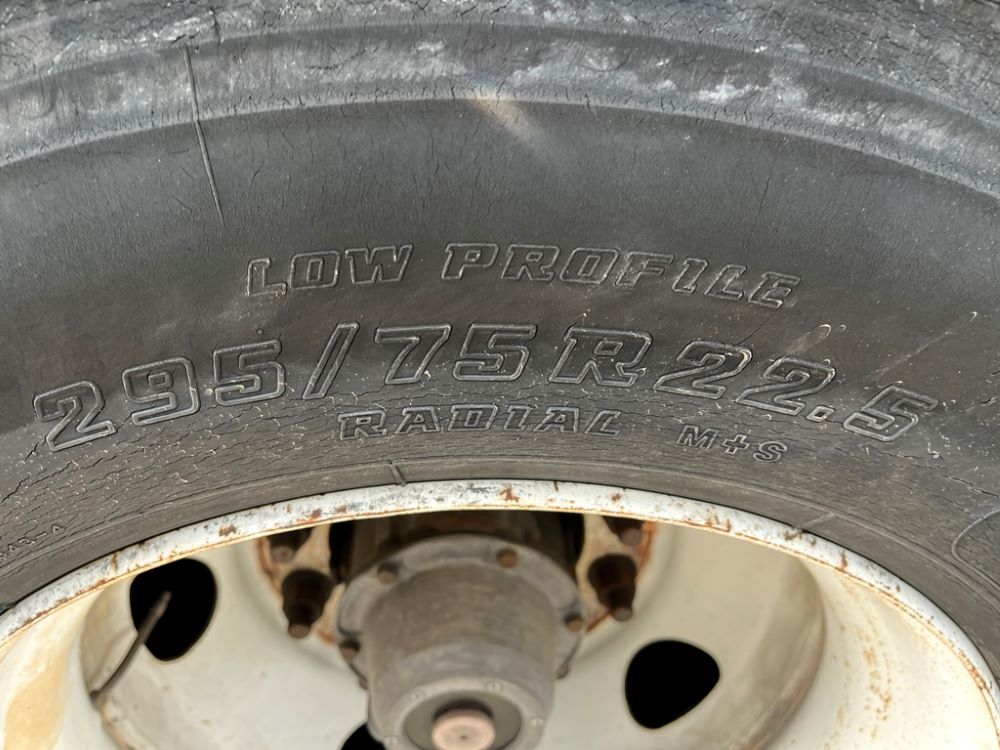 LOW PROFILE
295/75R22.5
RADIAL M+S